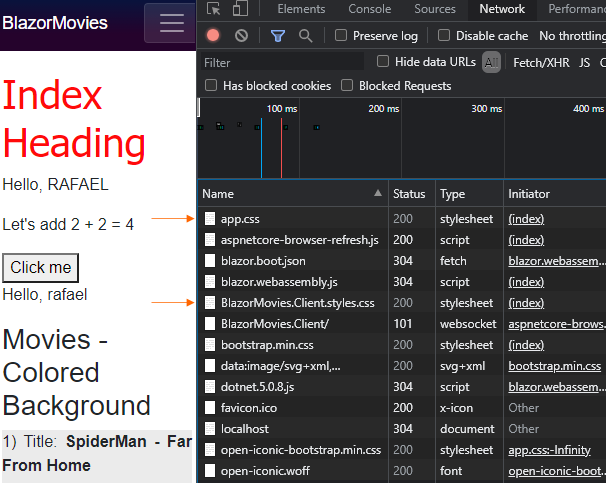 BlazorMovies
Index
Heading
Hello, RAFAEL
Let's add 2 + 2 = 4
Click me
Hello, rafael
Movies -
Colored
Background
1) Title: SpiderMan - Far
From Home
Elements Console Sources Network Performance
Preserve log Disable cache No throttling
Filter Hide data URLs All Fetch/XHR JS
Has blocked cookies Blocked Requests
100 ms 200 ms 300 ms 400 ms
Name Status Type Initiator
app.css 200 stylesheet (index)
aspnetcore-browser-refresh.js 200 script (index)
blazor.boot.json 304 fetch blazor.webassem...
blazor.webassembly.js 304 script (index)
BlazorMovies.Client.styles.css 200 stylesheet (index)
BlazorMovies.Client/ 101 websocket aspnetcore-brows...
bootstrap.min.css 200 stylesheet (index)
data:image/svg+xml,... 200 svg+xml bootstrap.min.css
dotnet.5.0.8.js 304 script blazor.webassem...
favicon.ico 200 x-icon Other
localhost 304 document Other
open-iconic-bootstrap.min.css 200 stylesheet app.css:-Infinity
open-iconic.woff 200 font open-iconic-boot...